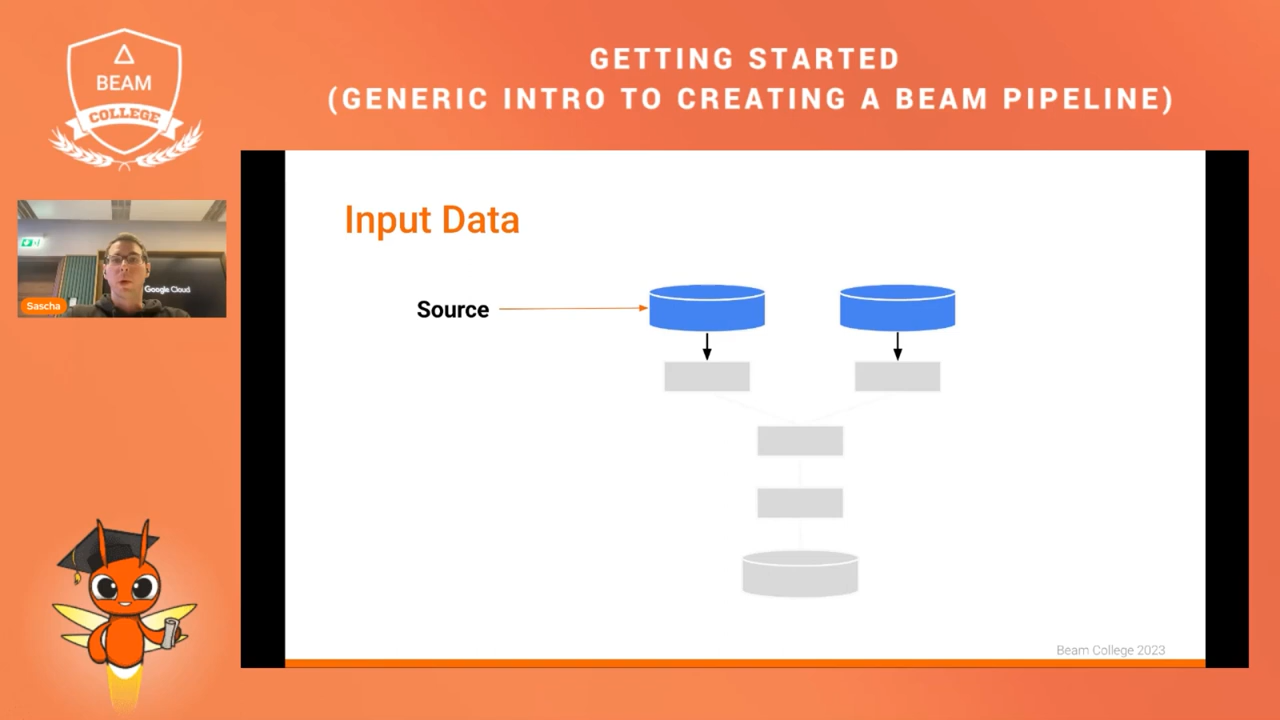 BEAM
COLLEGE
GETTING STARTED
(GENERIC INTRO TO CREATING A BEAM PIPELINE)
Google Cloud
Sascha
Input Data
Source
Beam College 2023